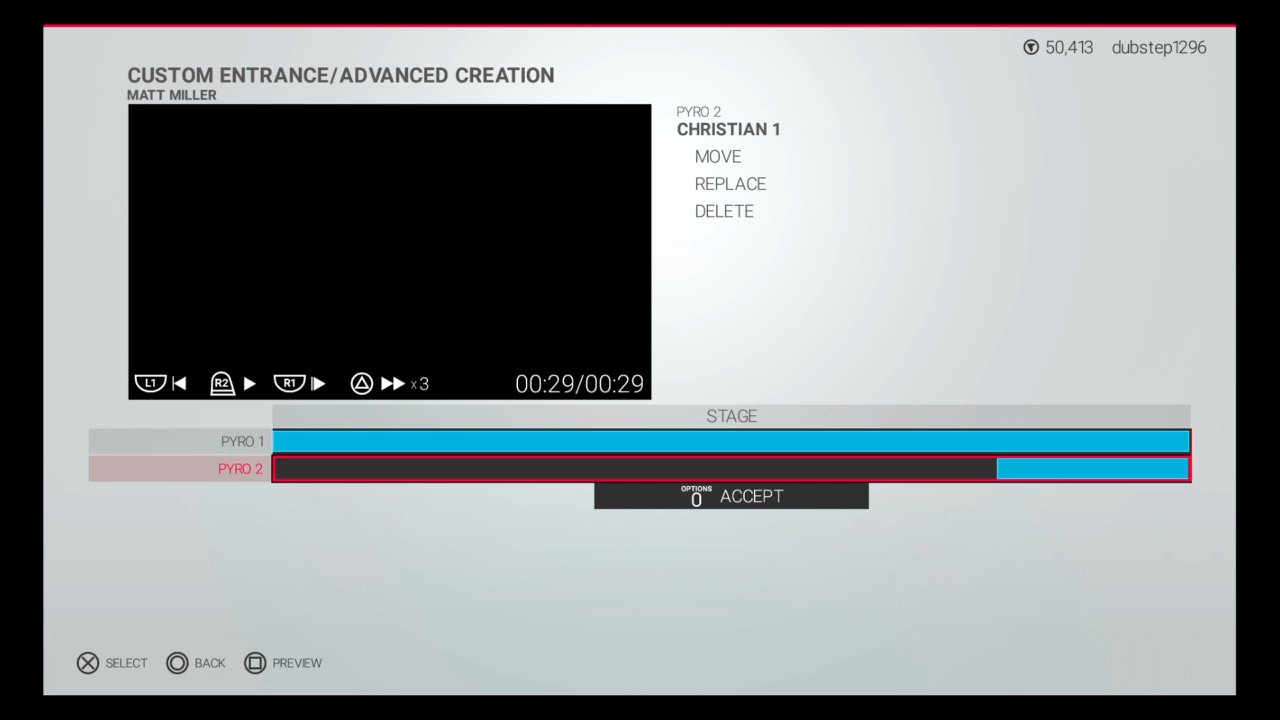 50,413 dubstep1296
CUSTOM ENTRANCE/ADVANCED CREATION
MATT MILLER
PYRO 2
CHRISTIAN 1
MOVE
REPLACE
DELETE
L1 R2 R1 x3 00:29/00:29
STAGE
PYRO 1
PYRO 2
OPTIONS
ACCEPT
SELECT BACK PREVIEW